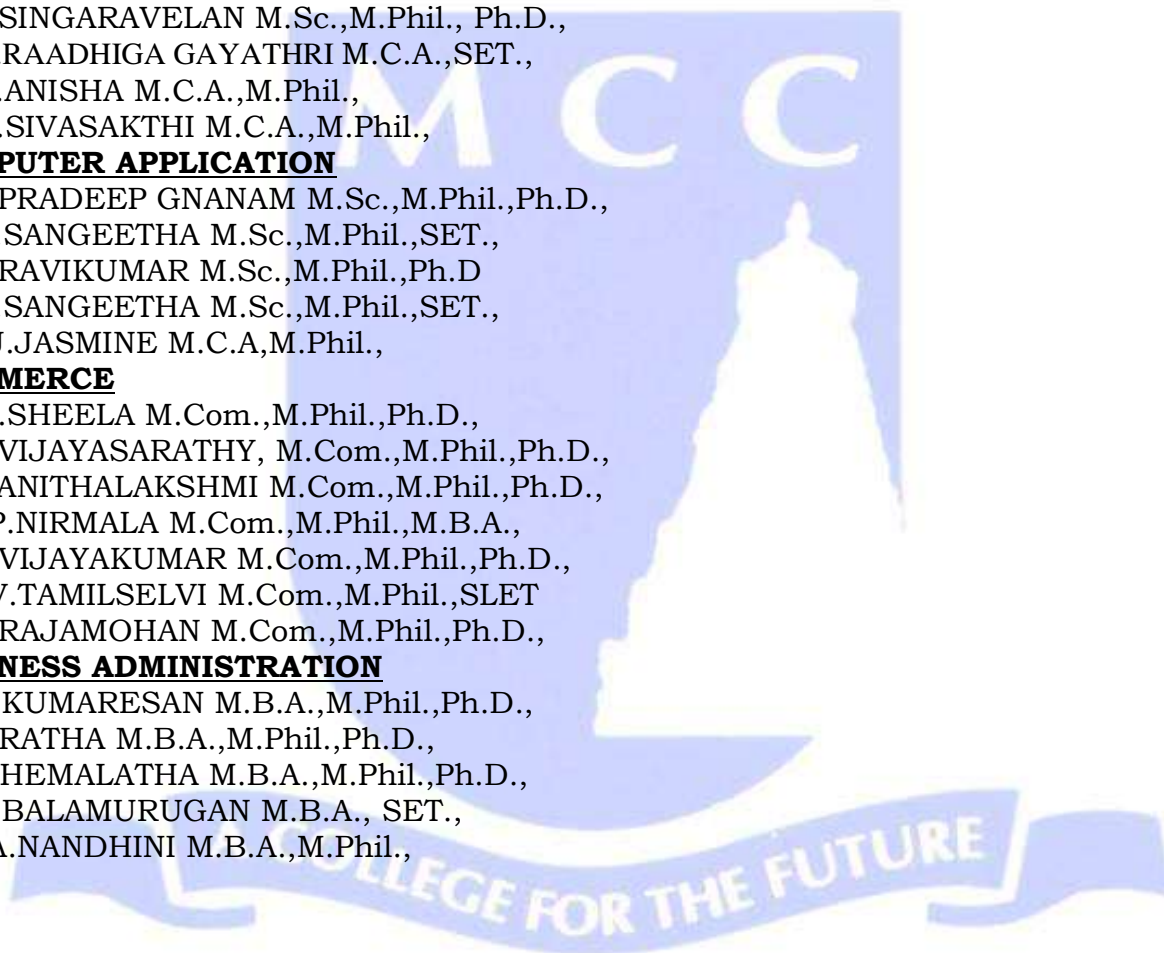 SINGARAVELAN M.Sc.,M.Phil., Ph.D.,
.RAADHIGA GAYATHRI M.C.A.,SET.,
.ANISHA M.C.A.,M.Phil.,
.SIVASAKTHI M.C.A.,M.Phil.,
PUTER APPLICATION
PRADEEP GNANAM M.Sc.,M.Phil.,Ph.D.,
.SANGEETHA M.Sc.,M.Phil.,SET.,
RAVIKUMAR M.Sc.,M.Phil.,Ph.D
.SANGEETHA M.Sc.,M.Phil.,SET.,
J.JASMINE M.C.A,M.Phil.,
MERCE
.SHEELA M.Com.,M.Phil.,Ph.D.,
VIJAYASARATHY, M.Com.,M.Phil.,Ph.D.,
ANITHALAKSHMI M.Com.,M.Phil.,Ph.D.,
P.NIRMALA M.Com.,M.Phil.,M.B.A.,
VIJAYAKUMAR M.Com.,M.Phil.,Ph.D.,
V.TAMILSELVI M.Com.,M.Phil.,SLET
RAJAMOHAN M.Com.,M.Phil.,Ph.D.,
NESS ADMINISTRATION
.KUMARESAN M.B.A.,M.Phil.,Ph.D.,
RATHA M.B.A.,M.Phil.,Ph.D.,
HEMALATHA M.B.A.,M.Phil.,Ph.D.,
BALAMURUGAN M.B.A., SET.,
A.NANDHINI M.B.A.,M.Phil.,
M C C
A COLLEGE FOR THE FUTURE